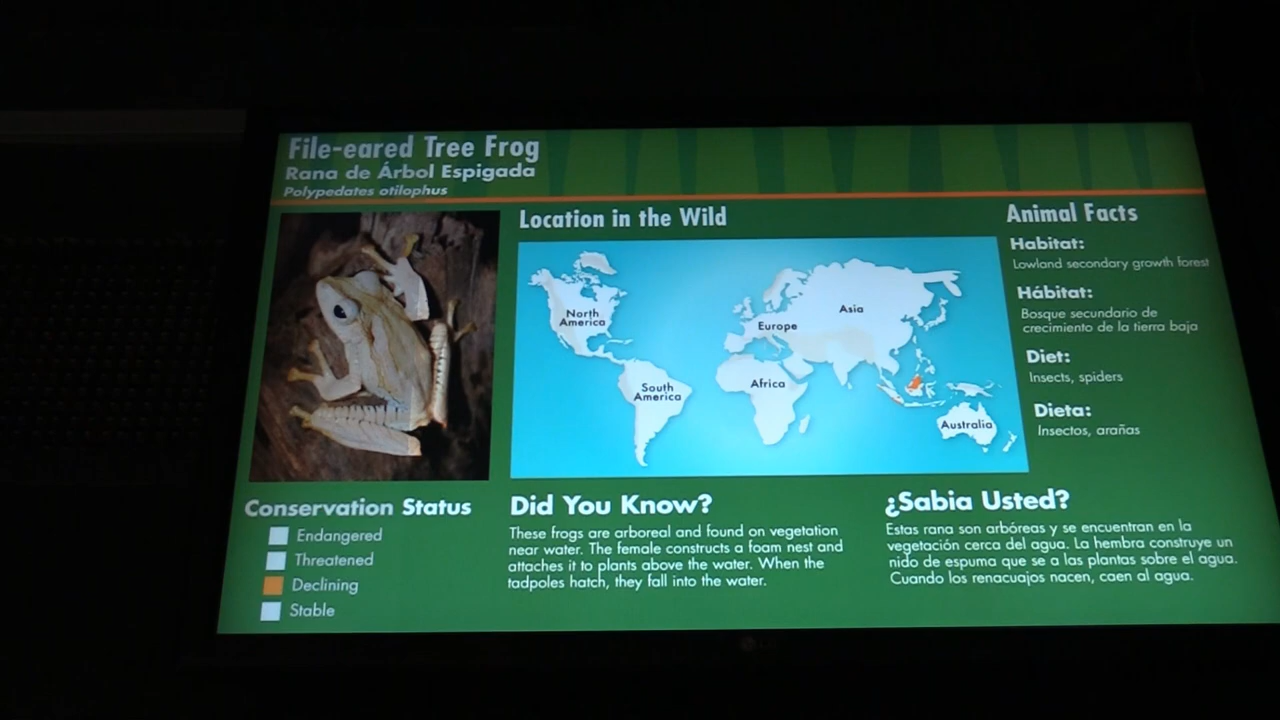 File-eared Tree Frog
Rana de Árbol Espigada
Polypedates otilophus
Location in the Wild
North
America
South
America
Europe
Africa
Asia
Australia
Animal Facts
Habitat:
Lowland secondary growth forest
Hábitat:
Bosque secundario de
crecimiento de la tierra baja
Diet:
Insects, spiders
Dieta:
Insectos, arañas
Conservation Status
Endangered
Threatened
Declining
Stable
Did You Know?
These frogs are arboreal and found on vegetation
near water. The female constructs a foam nest and
attaches it to plants above the water. When the
tadpoles hatch, they fall into the water.
¿Sabia Usted?
Estas rana son arbóreas y se encuentran en la
vegetación cerca del agua. La hembra construye un
nido de espuma que se a las plantas sobre el agua.
Cuando los renacuajos nacen, caen al agua.